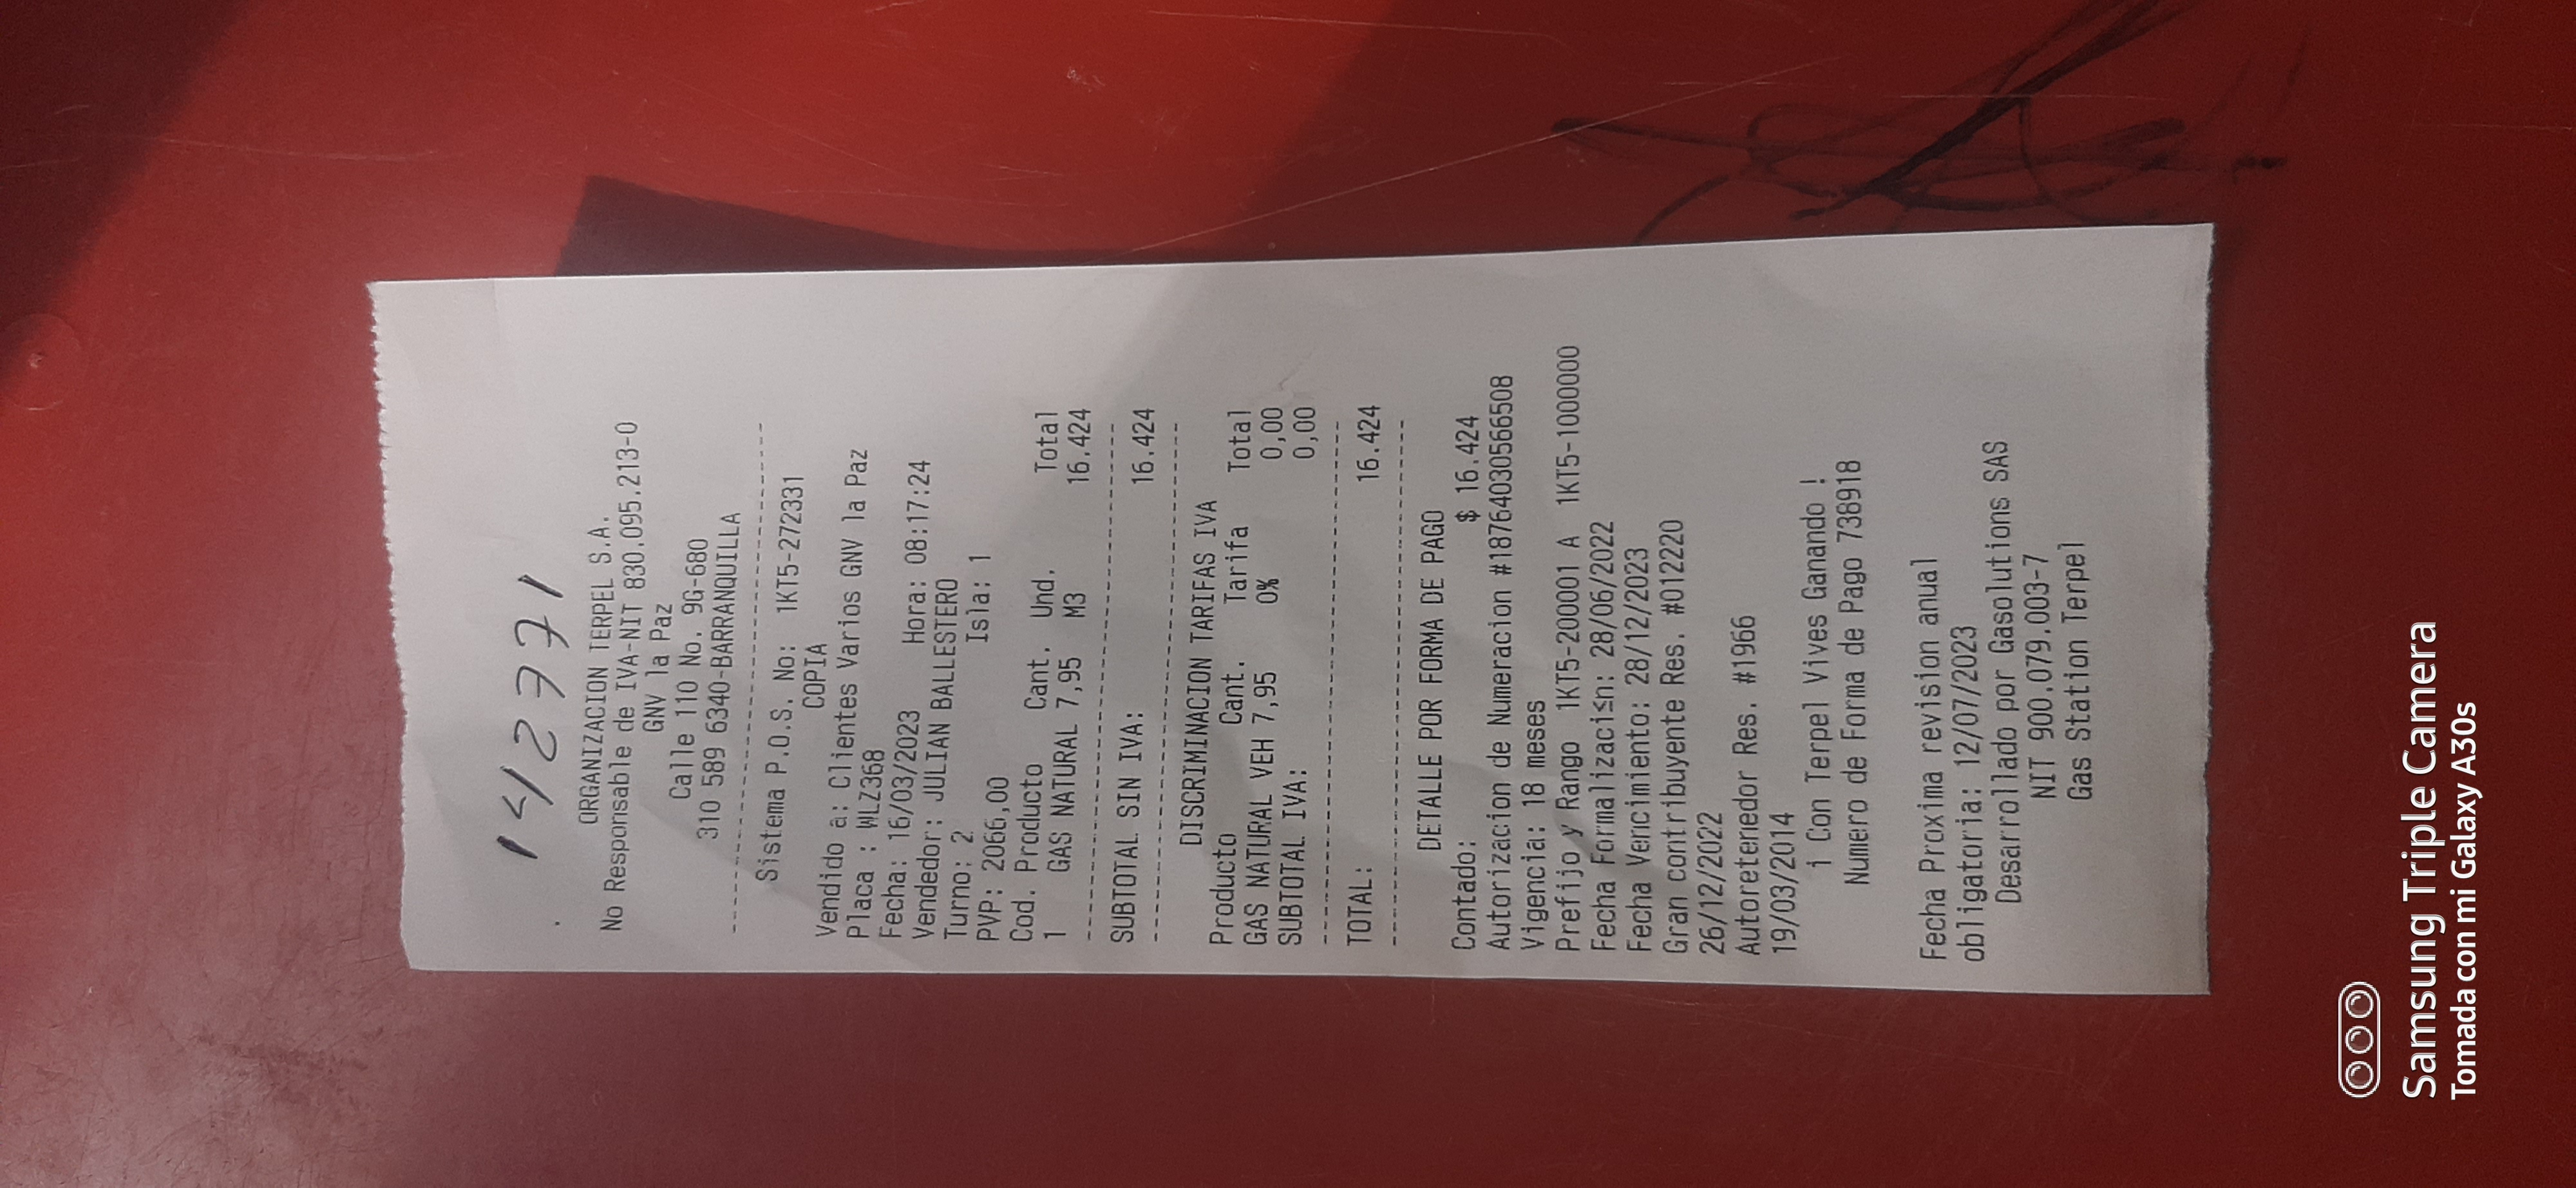 142771
ORGANIZACION TERPEL S.A.
No Responsable de IVA-NIT 830.095.213-0
GNV la Paz
Calle 110 No. 9G-680
310 589 6340-BARRANQUILLA
Sistema P.O.S. No: 1KT5-272331
COPIA
Vendido a: Clientes Varios GNV la Paz
Placa : WLZ368
Fecha: 16/03/2023 Hora: 08:17:24
Vendedor: JULIAN BALLESTERO
Turno: 2 Isla: 1
PVP: 2066,00
Cod. Producto Cant. Und. Total
1 GAS NATURAL 7,95 M3 16.424
SUBTOTAL SIN IVA: 16.424
DISCRIMINACION TARIFAS IVA
Producto Cant. Tarifa Total
GAS NATURAL VEH 7,95 0% 0,00
SUBTOTAL IVA: 0,00
TOTAL: 16.424
DETALLE POR FORMA DE PAGO
Contado: $ 16.424
Autorizacion de Numeracion #18764030566508
Vigencia: 18 meses
Prefijo y Rango 1KT5-200001 A 1KT5-1000000
Fecha Formalizaci≤n: 28/06/2022
Fecha Vencimiento: 28/12/2023
Gran contribuyente Res. #012220
26/12/2022
Autoretenedor Res. #1966
19/03/2014
¡ Con Terpel Vives Ganando !
Numero de Forma de Pago 738918
Fecha Proxima revision anual
obligatoria: 12/07/2023
Desarrollado por Gasolutions SAS
NIT 900.079.003-7
Gas Station Terpel
Samsung Triple Camera
Tomada con mi Galaxy A30s